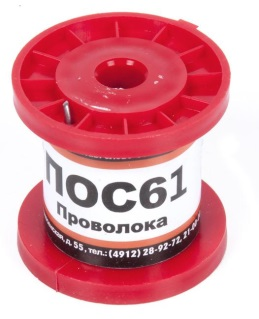 ПОС61
Проволока
д. 55, тел.: (4912) 28-92-72,